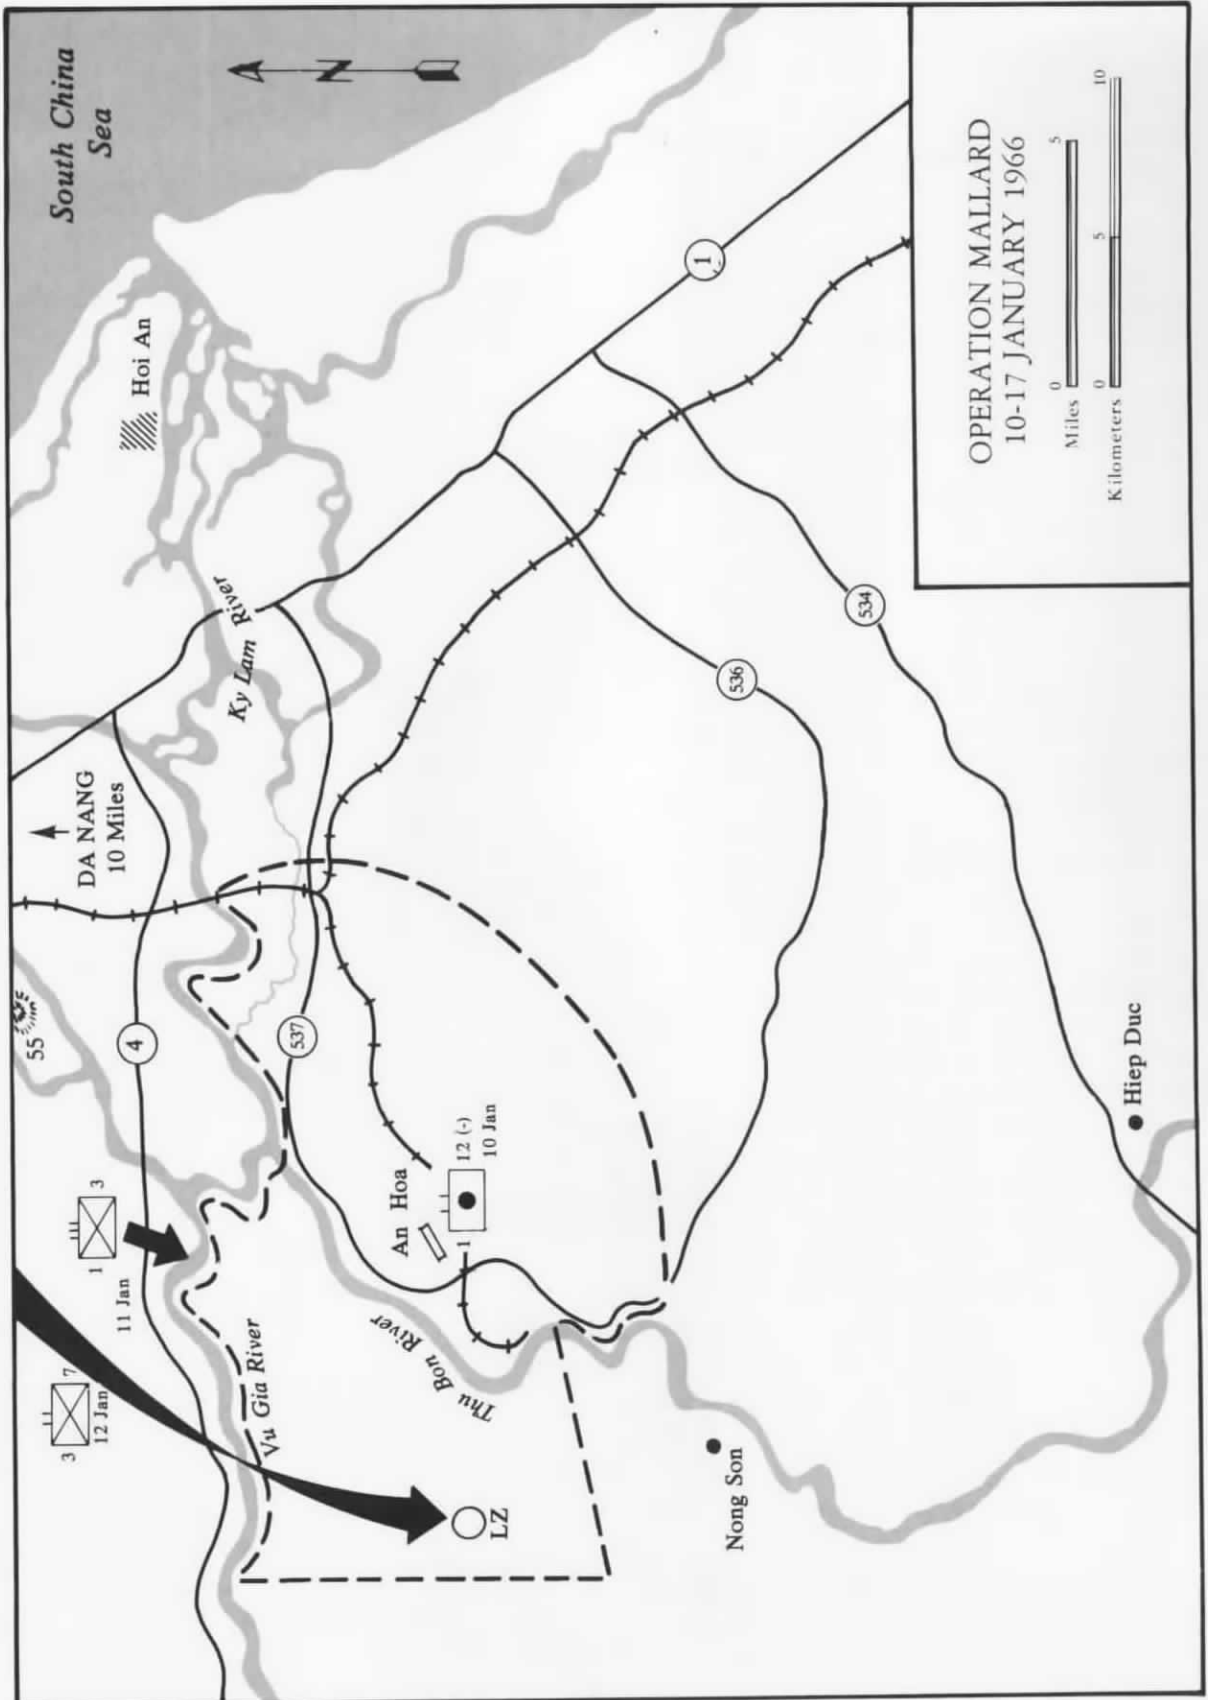 South China
Sea
N
Hoi An
1
Ky Lam River
DA NANG
10 Miles
55
4
537
536
534
1 3
11 Jan
3 7
12 Jan
An Hoa
1 12 (-)
10 Jan
Vu Gia River
Thu Bon River
LZ
Nong Son
Hiep Duc
OPERATION MALLARD
10-17 JANUARY 1966
0 5
Miles
0 5 10
Kilometers